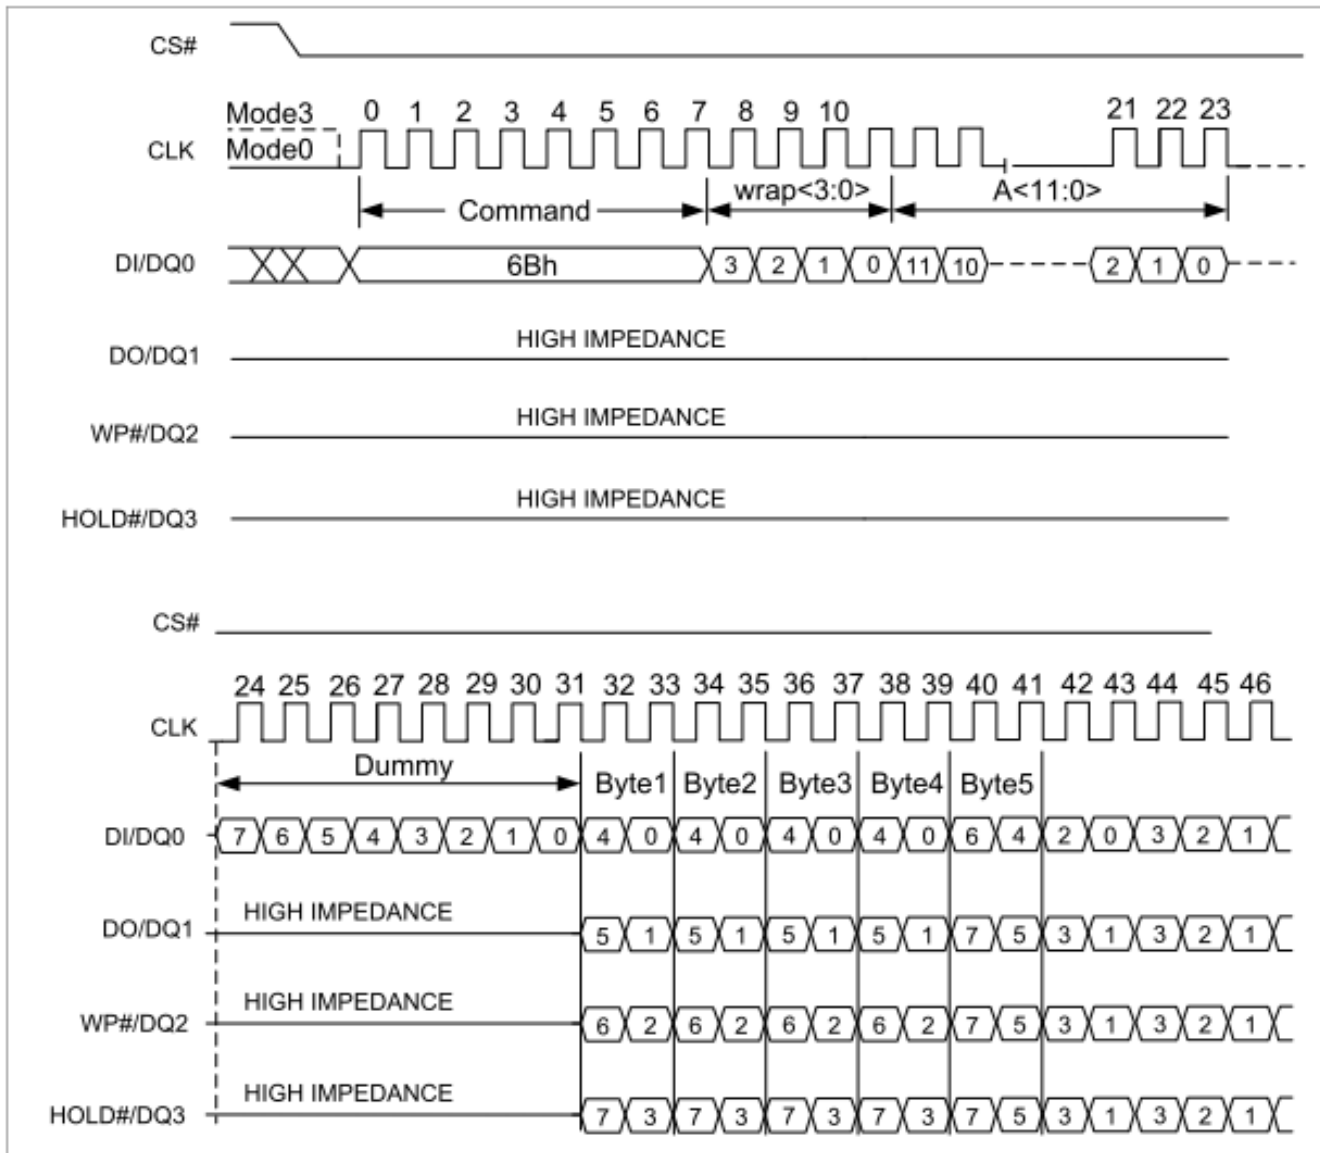 CS#
Mode3 0 1 2 3 4 5 6 7 8 9 10 21 22 23
CLK Mode0
Command wrap<3:0> A<11:0>
DI/DQ0 6Bh 3 2 1 0 11 10 2 1 0
HIGH IMPEDANCE
DO/DQ1
HIGH IMPEDANCE
WP#/DQ2
HIGH IMPEDANCE
HOLD#/DQ3
CS#
24 25 26 27 28 29 30 31 32 33 34 35 36 37 38 39 40 41 42 43 44 45 46
CLK
Dummy Byte1 Byte2 Byte3 Byte4 Byte5
DI/DQ0 7 6 5 4 3 2 1 0 4 0 4 0 4 0 4 0 6 4 2 0 3 2 1
HIGH IMPEDANCE
DO/DQ1 5 1 5 1 5 1 5 1 7 5 3 1 3 2 1
HIGH IMPEDANCE
WP#/DQ2 6 2 6 2 6 2 6 2 7 5 3 1 3 2 1
HIGH IMPEDANCE
HOLD#/DQ3 7 3 7 3 7 3 7 3 7 5 3 1 3 2 1